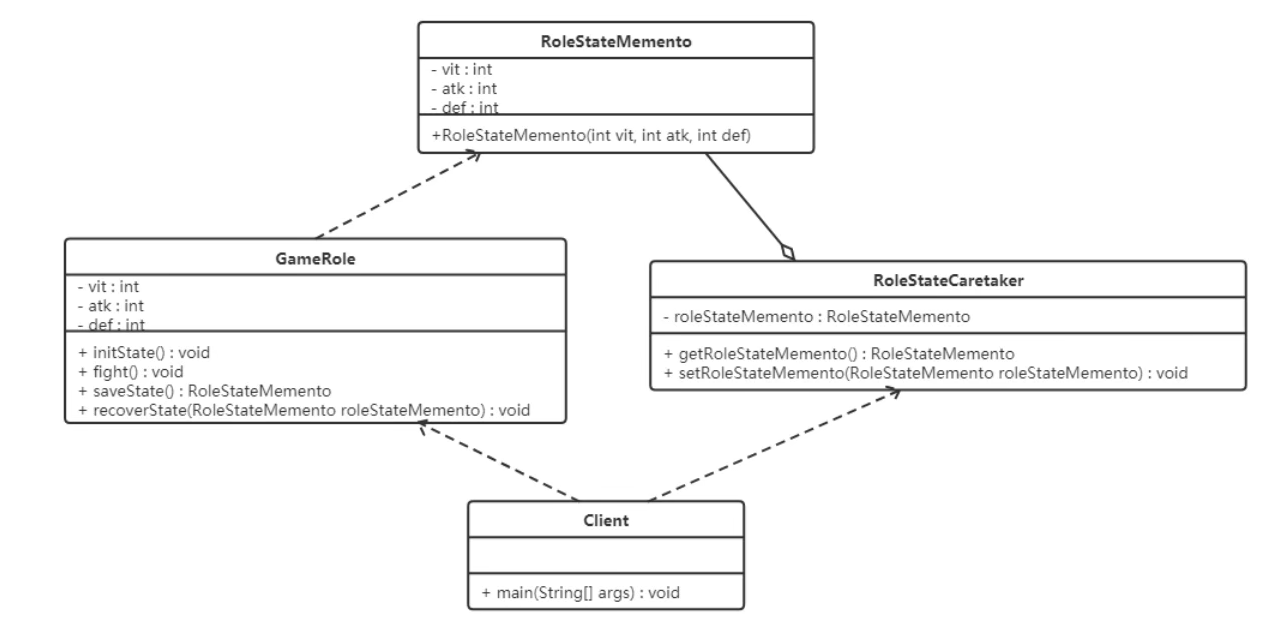 RoleStateMemento
- vit : int
- atk : int
- def : int
+RoleStateMemento(int vit, int atk, int def)
GameRole
- vit : int
- atk : int
- def : int
+ initState() : void
+ fight() : void
+ saveState() : RoleStateMemento
+ recoverState(RoleStateMemento roleStateMemento) : void
RoleStateCaretaker
- roleStateMemento : RoleStateMemento
+ getRoleStateMemento() : RoleStateMemento
+ setRoleStateMemento(RoleStateMemento roleStateMemento) : void
Client
+ main(String[] args) : void